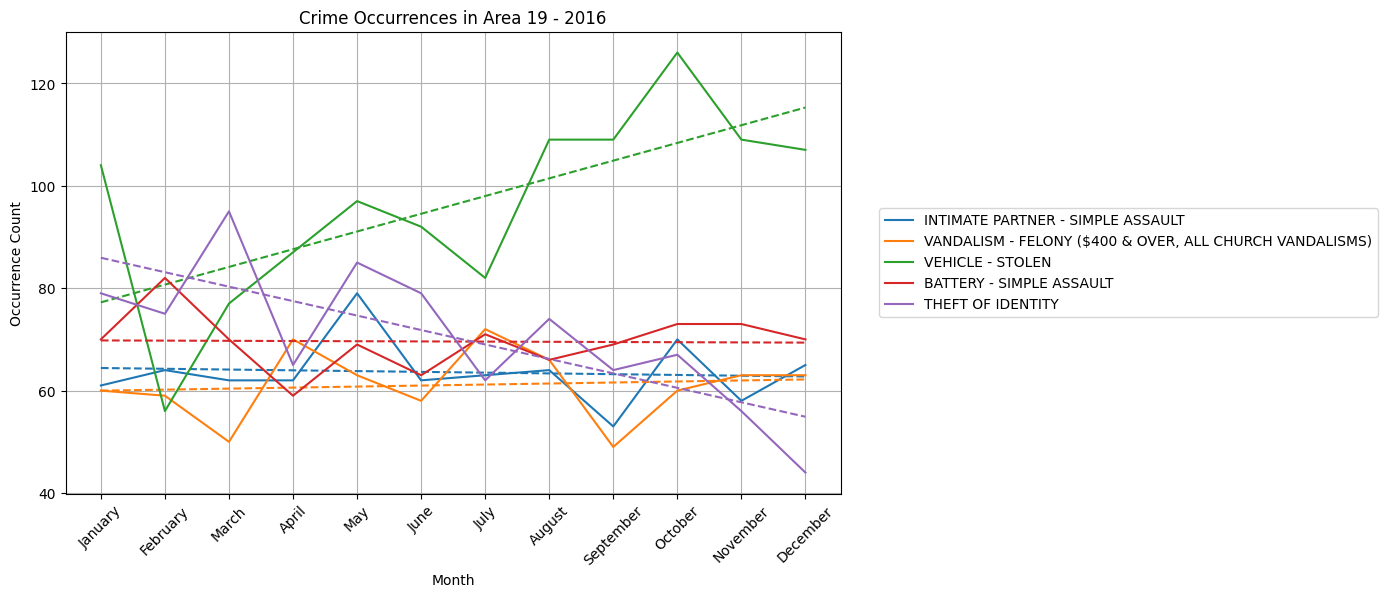 Crime Occurrences in Area 19 - 2016
Occurrence Count
120
100
80
60
40
January
February
March
April
May
June
July
August
September
October
November
December
Month
INTIMATE PARTNER - SIMPLE ASSAULT
VANDALISM - FELONY ($400 & OVER, ALL CHURCH VANDALISMS)
VEHICLE - STOLEN
BATTERY - SIMPLE ASSAULT
THEFT OF IDENTITY